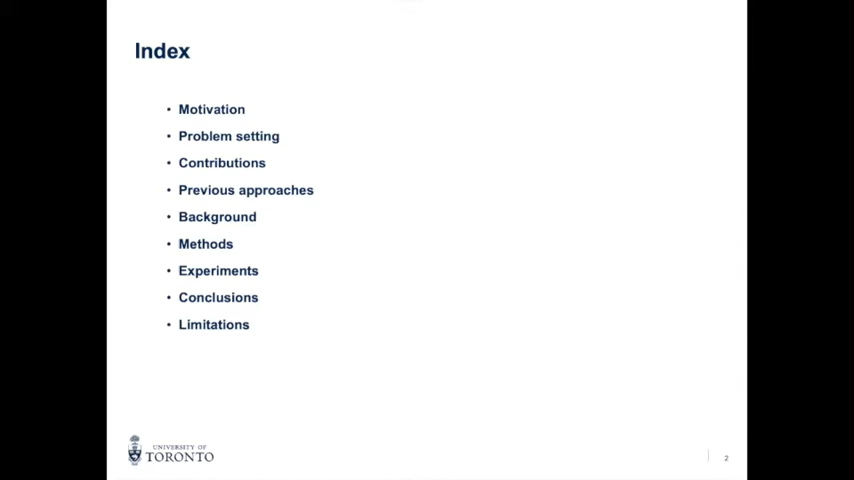 Index
• Motivation
• Problem setting
• Contributions
• Previous approaches
• Background
• Methods
• Experiments
• Conclusions
• Limitations
UNIVERSITY OF
TORONTO
2